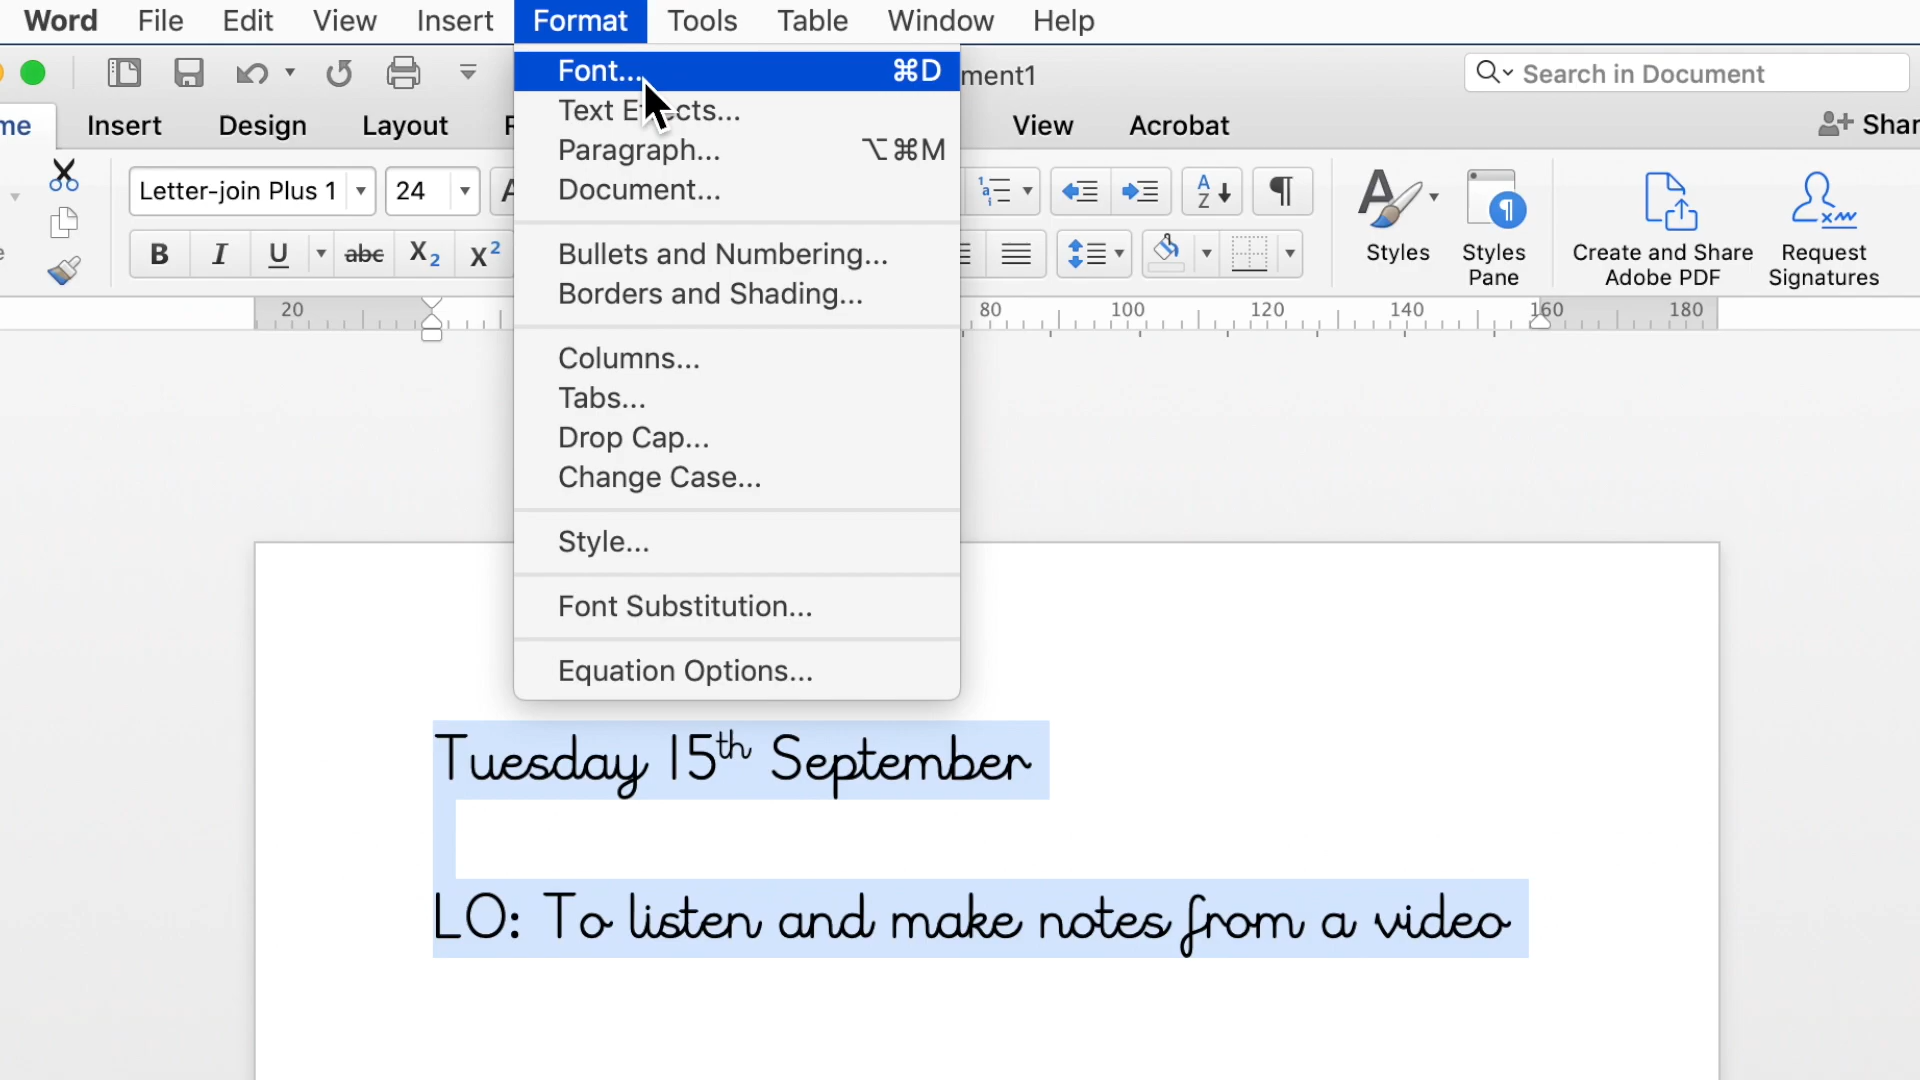 Word File Edit View Insert Format Tools Table Window Help
Font... ⌘D
ment1
Search in Document
me Insert Design Layout View Acrobat Shar
Text Paragraph... ⌥⌘M
Document...
Letter-join Plus 1 24
B I U abc X₂ X²
Styles
Styles Pane
Create and Share Adobe PDF
Request Signatures
Bullets and Numbering...
Borders and Shading...
20 80 100 120 140 160 180
Columns...
Tabs...
Drop Cap...
Change Case...
Style...
Font Substitution...
Equation Options...
Tuesday 15th September
LO: To listen and make notes from a video